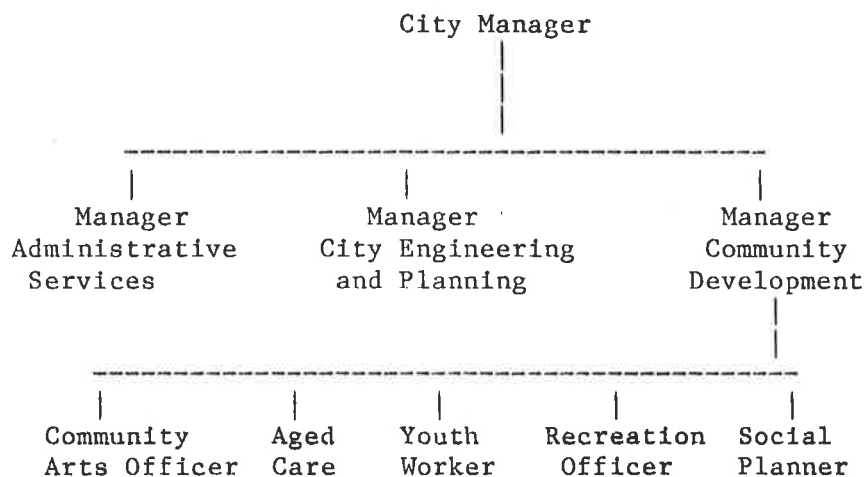 City Manager
Manager Manager Manager
Administrative City Engineering Community
Services and Planning Development
Community Aged Youth Recreation Social
Arts Officer Care Worker Officer Planner